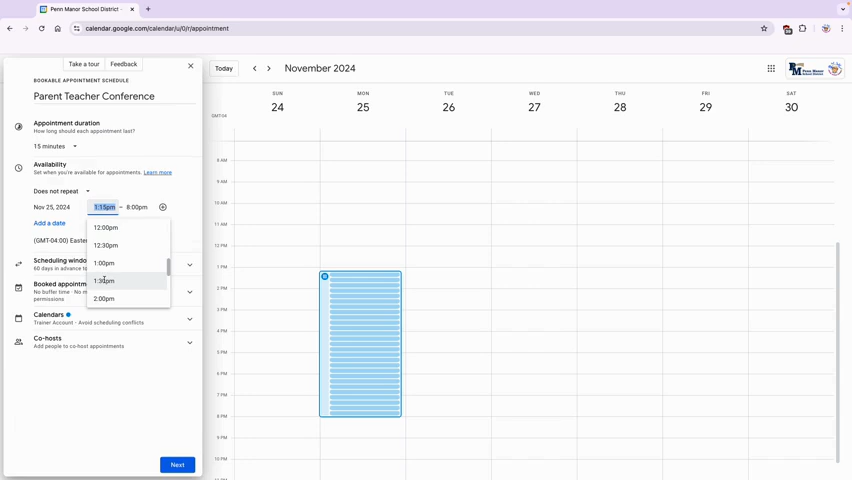 Penn Manor School District -
calendar.google.com/calendar/u/0/r/appointment
Take a tour
Feedback
BOOKABLE APPOINTMENT SCHEDULE
Parent Teacher Conference
Appointment duration
How long should each appointment last?
15 minutes
Availability
Set when you're available for appointments. Learn more
Does not repeat
Nov 25, 2024 1:15pm – 8:00pm
Add a date
(GMT-04:00) Easte
12:00pm
12:30pm
1:00pm
1:30pm
2:00pm
Scheduling windo
60 days in advance to
Booked appointm
No buffer time · No m
permissions
Calendars
Trainer Account · Avoid scheduling conflicts
Co-hosts
Add people to co-host appointments
Next
Today
November 2024
SUN MON TUE WED THU FRI SAT
24 25 26 27 28 29 30
GMT-04
8 AM
9 AM
10 AM
11 AM
12 PM
1 PM
2 PM
3 PM
4 PM
5 PM
6 PM
7 PM
8 PM
9 PM
10 PM